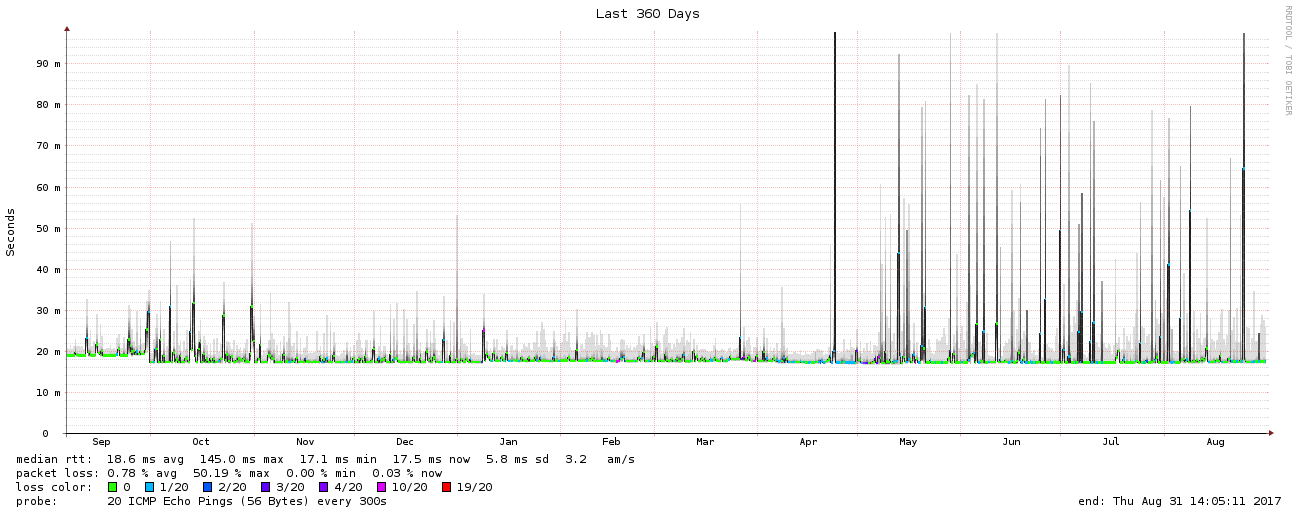 Last 360 Days
RRDTOOL / TOBI OETIKER
Seconds
90 m
80 m
70 m
60 m
50 m
40 m
30 m
20 m
10 m
0
Sep Oct Nov Dec Jan Feb Mar Apr May Jun Jul Aug
median rtt: 18.6 ms avg 145.0 ms max 17.1 ms min 17.5 ms now 5.8 ms sd 3.2 am/s
packet loss: 0.78 % avg 50.19 % max 0.00 % min 0.03 % now
loss color: 0 1/20 2/20 3/20 4/20 10/20 19/20
probe: 20 ICMP Echo Pings (56 Bytes) every 300s end: Thu Aug 31 14:05:11 2017